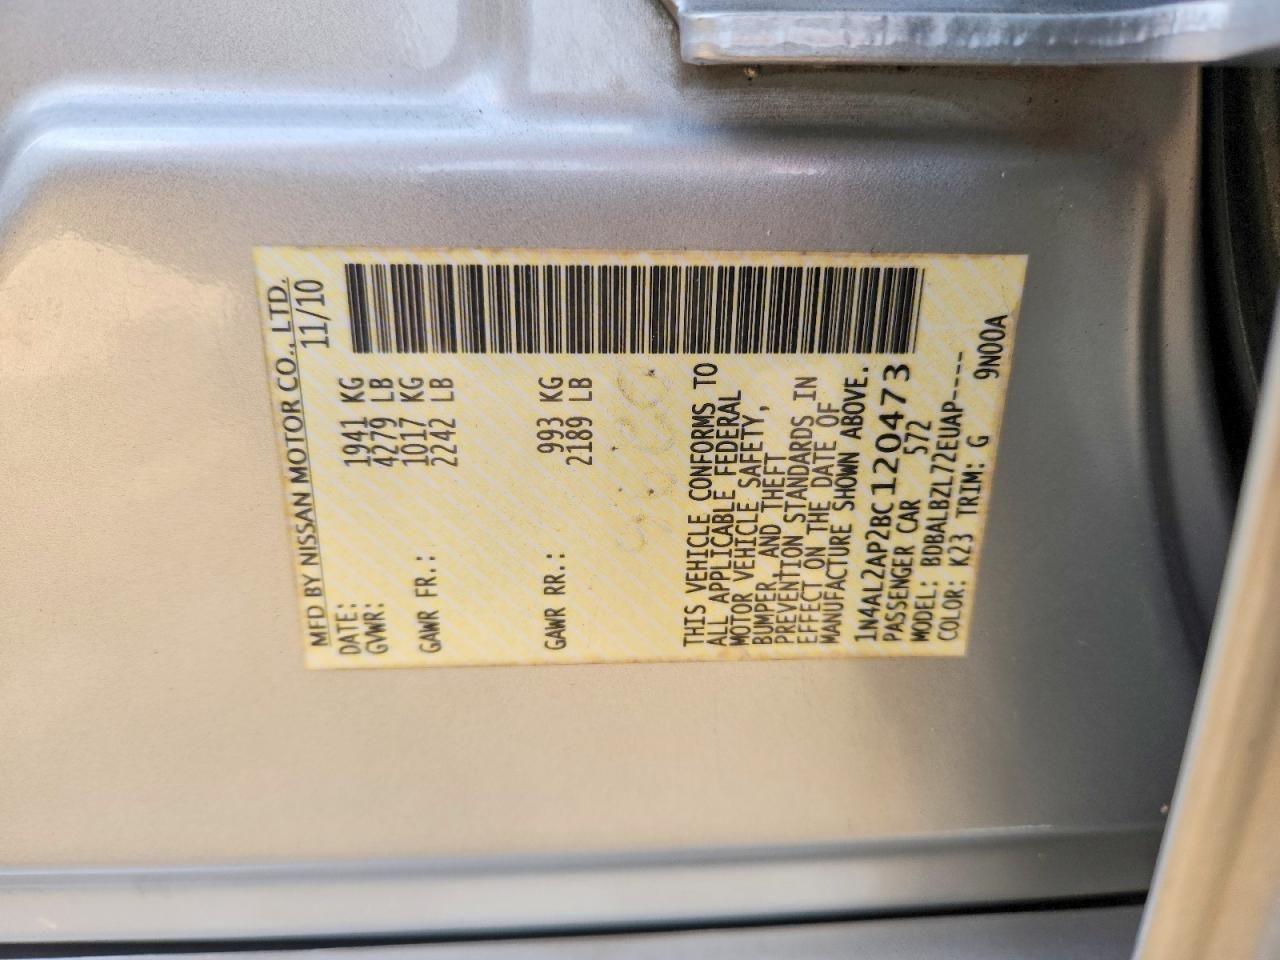 MFD BY NISSAN MOTOR CO., LTD.
DATE: 11/10
GVWR: 1941 KG
4279 LB
GAWR FR.: 1017 KG
2242 LB
GAWR RR.: 993 KG
2189 LB
THIS VEHICLE CONFORMS TO
ALL APPLICABLE FEDERAL
MOTOR VEHICLE SAFETY,
BUMPER, AND THEFT
PREVENTION STANDARDS IN
EFFECT ON THE DATE OF
MANUFACTURE SHOWN ABOVE.
1N4AL2AP2BC120473
PASSENGER CAR 572
MODEL: BDBALBZL72EUAP----
COLOR: K23 TRIM: G
9N00A